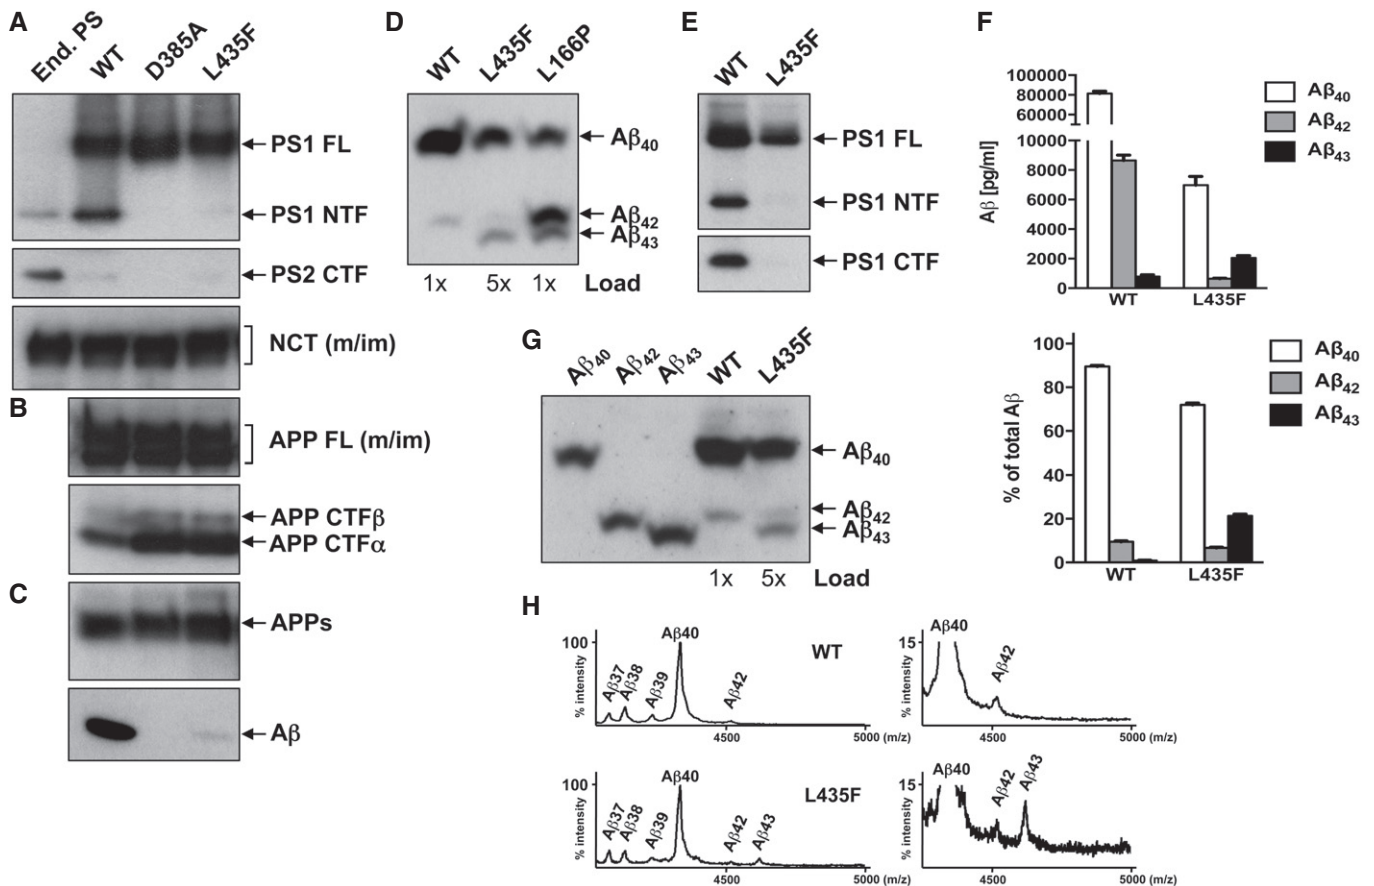 A
End. PS
WT
D385A
L435F
PS1 FL
PS1 NTF
PS2 CTF
NCT (m/im)
B
APP FL (m/im)
APP CTFβ
APP CTFα
C
APPs
Aβ
D
WT
L435F
L166P
Aβ40
Aβ42
Aβ43
1x 5x 1x Load
E
WT
L435F
PS1 FL
PS1 NTF
PS1 CTF
F
Aβ [pg/ml]
100000
80000
60000
10000
8000
6000
4000
2000
0
WT L435F
Aβ40
Aβ42
Aβ43
% of total Aβ
100
80
60
40
20
0
WT L435F
Aβ40
Aβ42
Aβ43
G
Aβ40
Aβ42
Aβ43
WT
L435F
Aβ40
Aβ42
Aβ43
1x 5x Load
H
% intensity
100
Aβ37
Aβ38
Aβ39
Aβ40
Aβ42
WT
4500 5000 (m/z)
% intensity
15
Aβ40
Aβ42
4500 5000 (m/z)
% intensity
100
Aβ37
Aβ38
Aβ39
Aβ40
Aβ42
Aβ43
L435F
4500 5000 (m/z)
% intensity
15
Aβ40
Aβ42
Aβ43
4500 5000 (m/z)